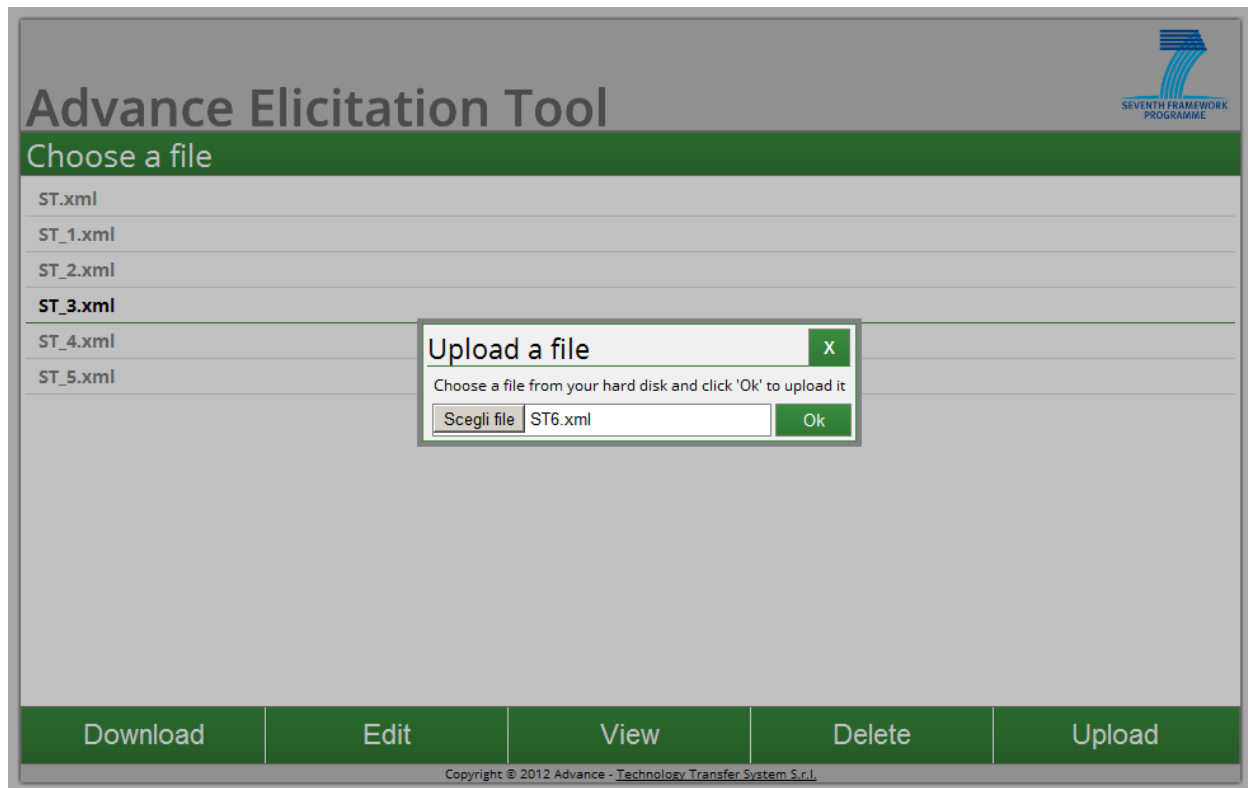 Advance Elicitation Tool
SEVENTH FRAMEWORK
PROGRAMME
Choose a file
ST.xml
ST_1.xml
ST_2.xml
ST_3.xml
ST_4.xml
ST_5.xml
Upload a file X
Choose a file from your hard disk and click 'Ok' to upload it
Scegli file ST6.xml Ok
Download Edit View Delete Upload
Copyright © 2012 Advance - Technology Transfer System S.r.l.